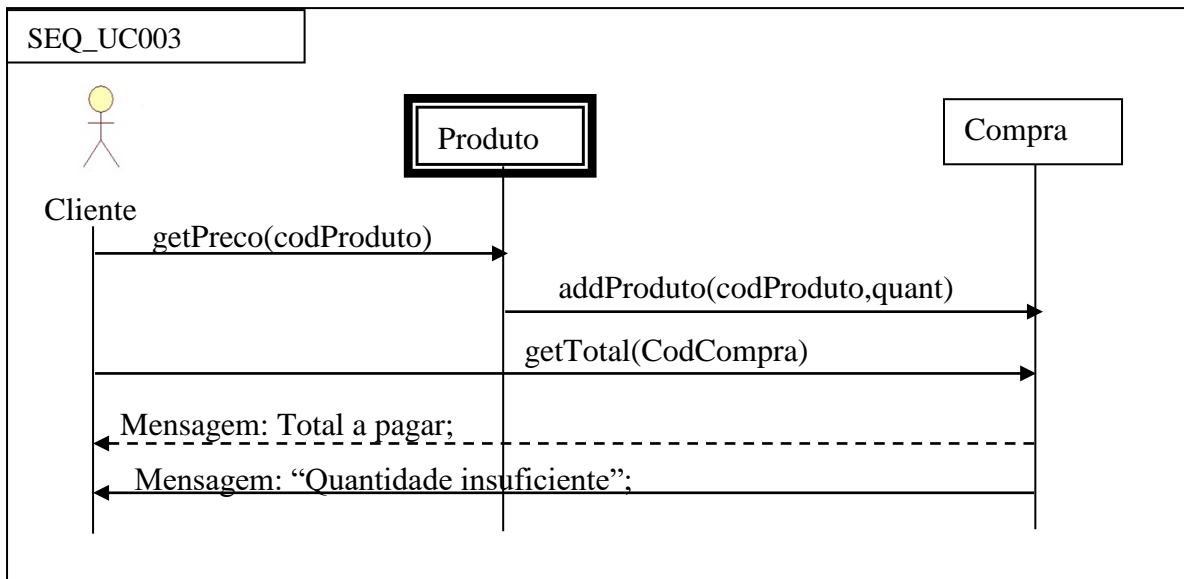 SEQ_UC003
Produto
Compra
Cliente
getPreco(codProduto)
addProduto(codProduto,quant)
getTotal(CodCompra)
Mensagem: Total a pagar;
Mensagem: “Quantidade insuficiente”;